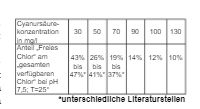 Cyanursäure-
konzentration
in mg/l
30 50 70 90 100 130
Anteil „Freies
Chlor" am
„gesamten
verfügbaren
Chlor" bei pH
7,5; T=25°
43% bis 47%*
26% bis 41%*
19% bis 37%*
14% 12% 10%
*unterschiedliche Literaturstellen